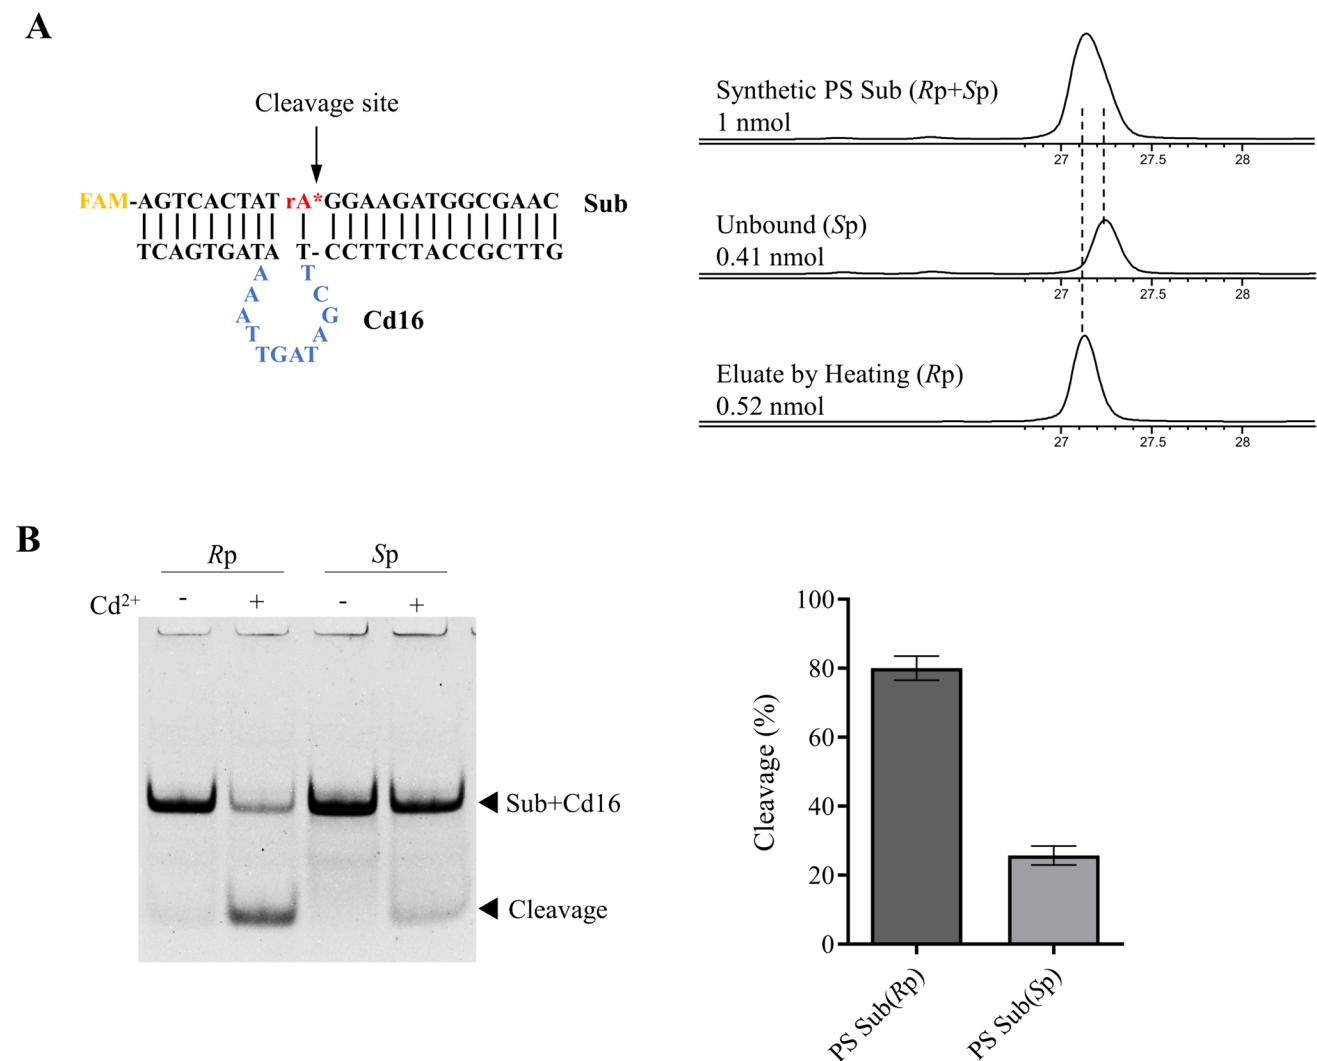 A
Cleavage site
FAM-AGTCACTAT rA*GGAAGATGGCGAAC Sub
TCAGTGATA T-CCTTCTACCGCTTG
A T
A C
A G
T A
TGAT
Cd16
Synthetic PS Sub (Rp+Sp)
1 nmol
27 27.5 28
Unbound (Sp)
0.41 nmol
27 27.5 28
Eluate by Heating (Rp)
0.52 nmol
27 27.5 28
B
Rp Sp
Cd2+ - + - +
Sub+Cd16
Cleavage
Cleavage (%)
100
80
60
40
20
0
PS Sub(Rp)
PS Sub(Sp)